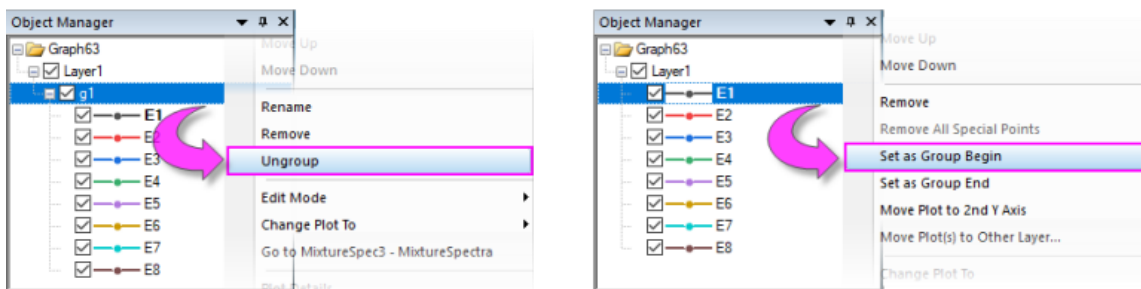 Object Manager
Graph63
Layer1
g1
E1
E2
E3
E4
E5
E6
E7
E8
Move Up
Move Down
Rename
Remove
Ungroup
Edit Mode
Change Plot To
Go to MixtureSpec3 - MixtureSpectra
Plot Details
Object Manager
Graph63
Layer1
E1
E2
E3
E4
E5
E6
E7
E8
Move Up
Move Down
Remove
Remove All Special Points
Set as Group Begin
Set as Group End
Move Plot to 2nd Y Axis
Move Plot(s) to Other Layer...
Change Plot To